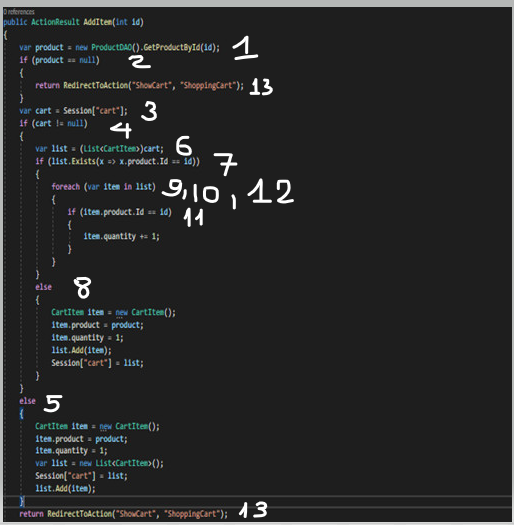 0 references
public ActionResult AddItem(int id)
{
var product = new ProductDAO().GetProductById(id); 1
if (product == null) 2
{
return RedirectToAction("ShowCart", "ShoppingCart"); 13
}
var cart = Session["cart"]; 3
if (cart != null) 4
{
var list = (List<CartItem>)cart; 6
if (list.Exists(x => x.product.Id == id)) 7
{
foreach (var item in list) 9,10, 12
{
if (item.product.Id == id) 11
{
item.quantity += 1;
}
}
}
else 8
{
CartItem item = new CartItem();
item.product = product;
item.quantity = 1;
list.Add(item);
Session["cart"] = list;
}
}
else 5
{
CartItem item = new CartItem();
item.product = product;
item.quantity = 1;
var list = new List<CartItem>();
Session["cart"] = list;
list.Add(item);
}
return RedirectToAction("ShowCart", "ShoppingCart"); 13